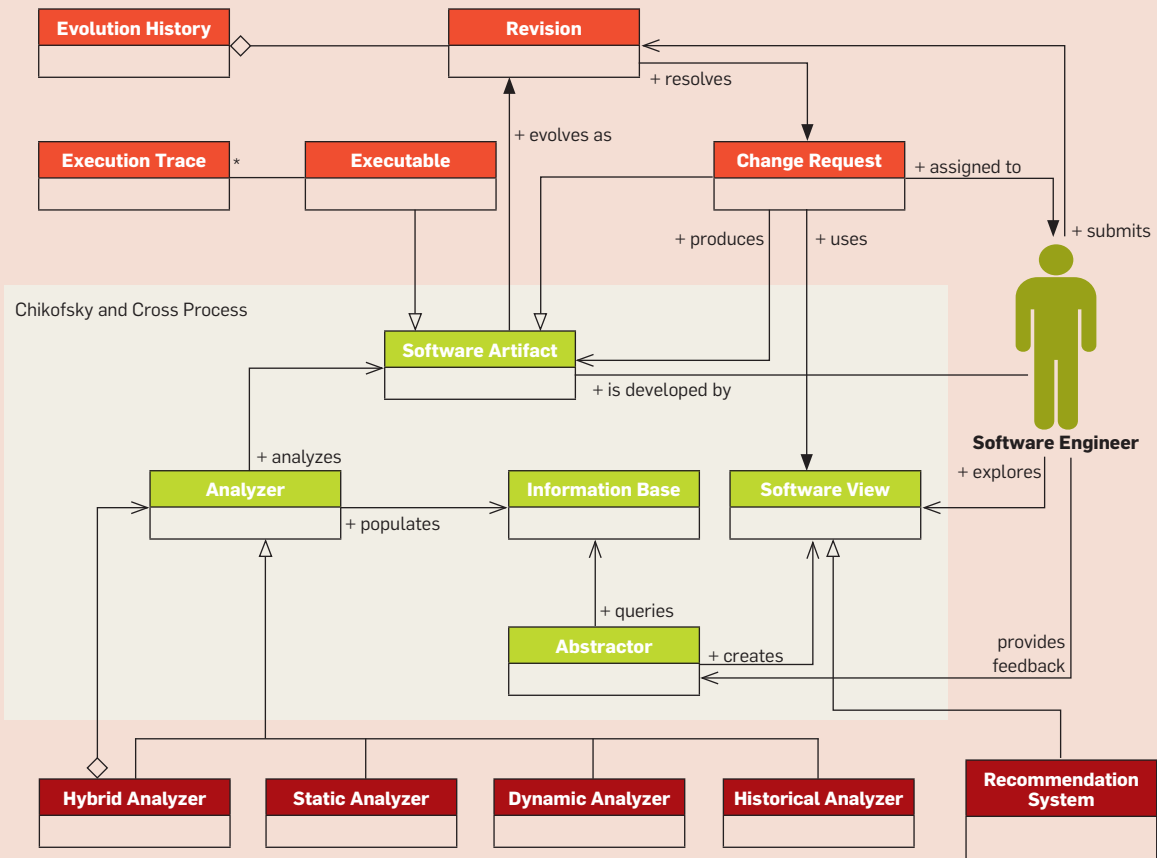 Evolution History
Revision
+ resolves
+ evolves as
Execution Trace
*
Executable
Change Request
+ assigned to
+ produces
+ uses
+ submits
Chikofsky and Cross Process
Software Artifact
+ is developed by
Software Engineer
+ analyzes
+ explores
Analyzer
Information Base
Software View
+ populates
+ queries
Abstractor
+ creates
provides
feedback
Hybrid Analyzer
Static Analyzer
Dynamic Analyzer
Historical Analyzer
Recommendation
System